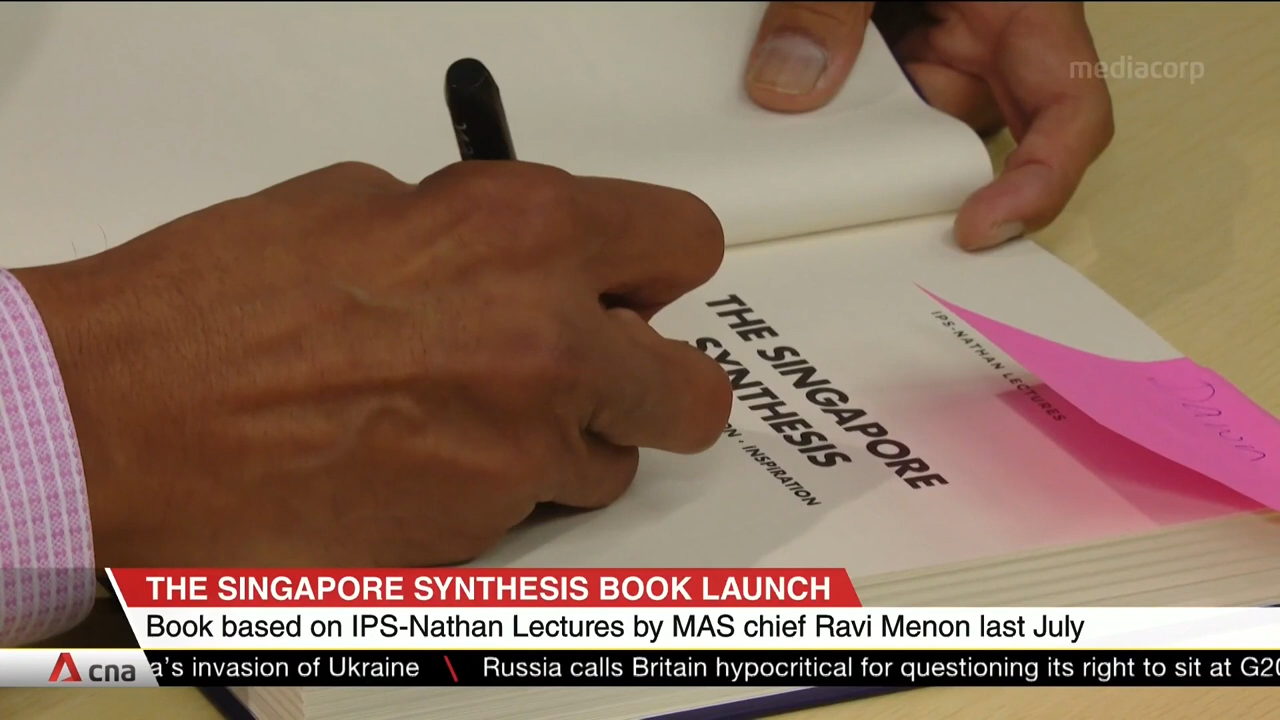 mediacorp
IPS-NATHAN LECTURES
THE SINGAPORE
SYNTHESIS
INSPIRATION
THE SINGAPORE SYNTHESIS BOOK LAUNCH
Book based on IPS-Nathan Lectures by MAS chief Ravi Menon last July
cna a's invasion of Ukraine \ Russia calls Britain hypocritical for questioning its right to sit at G20